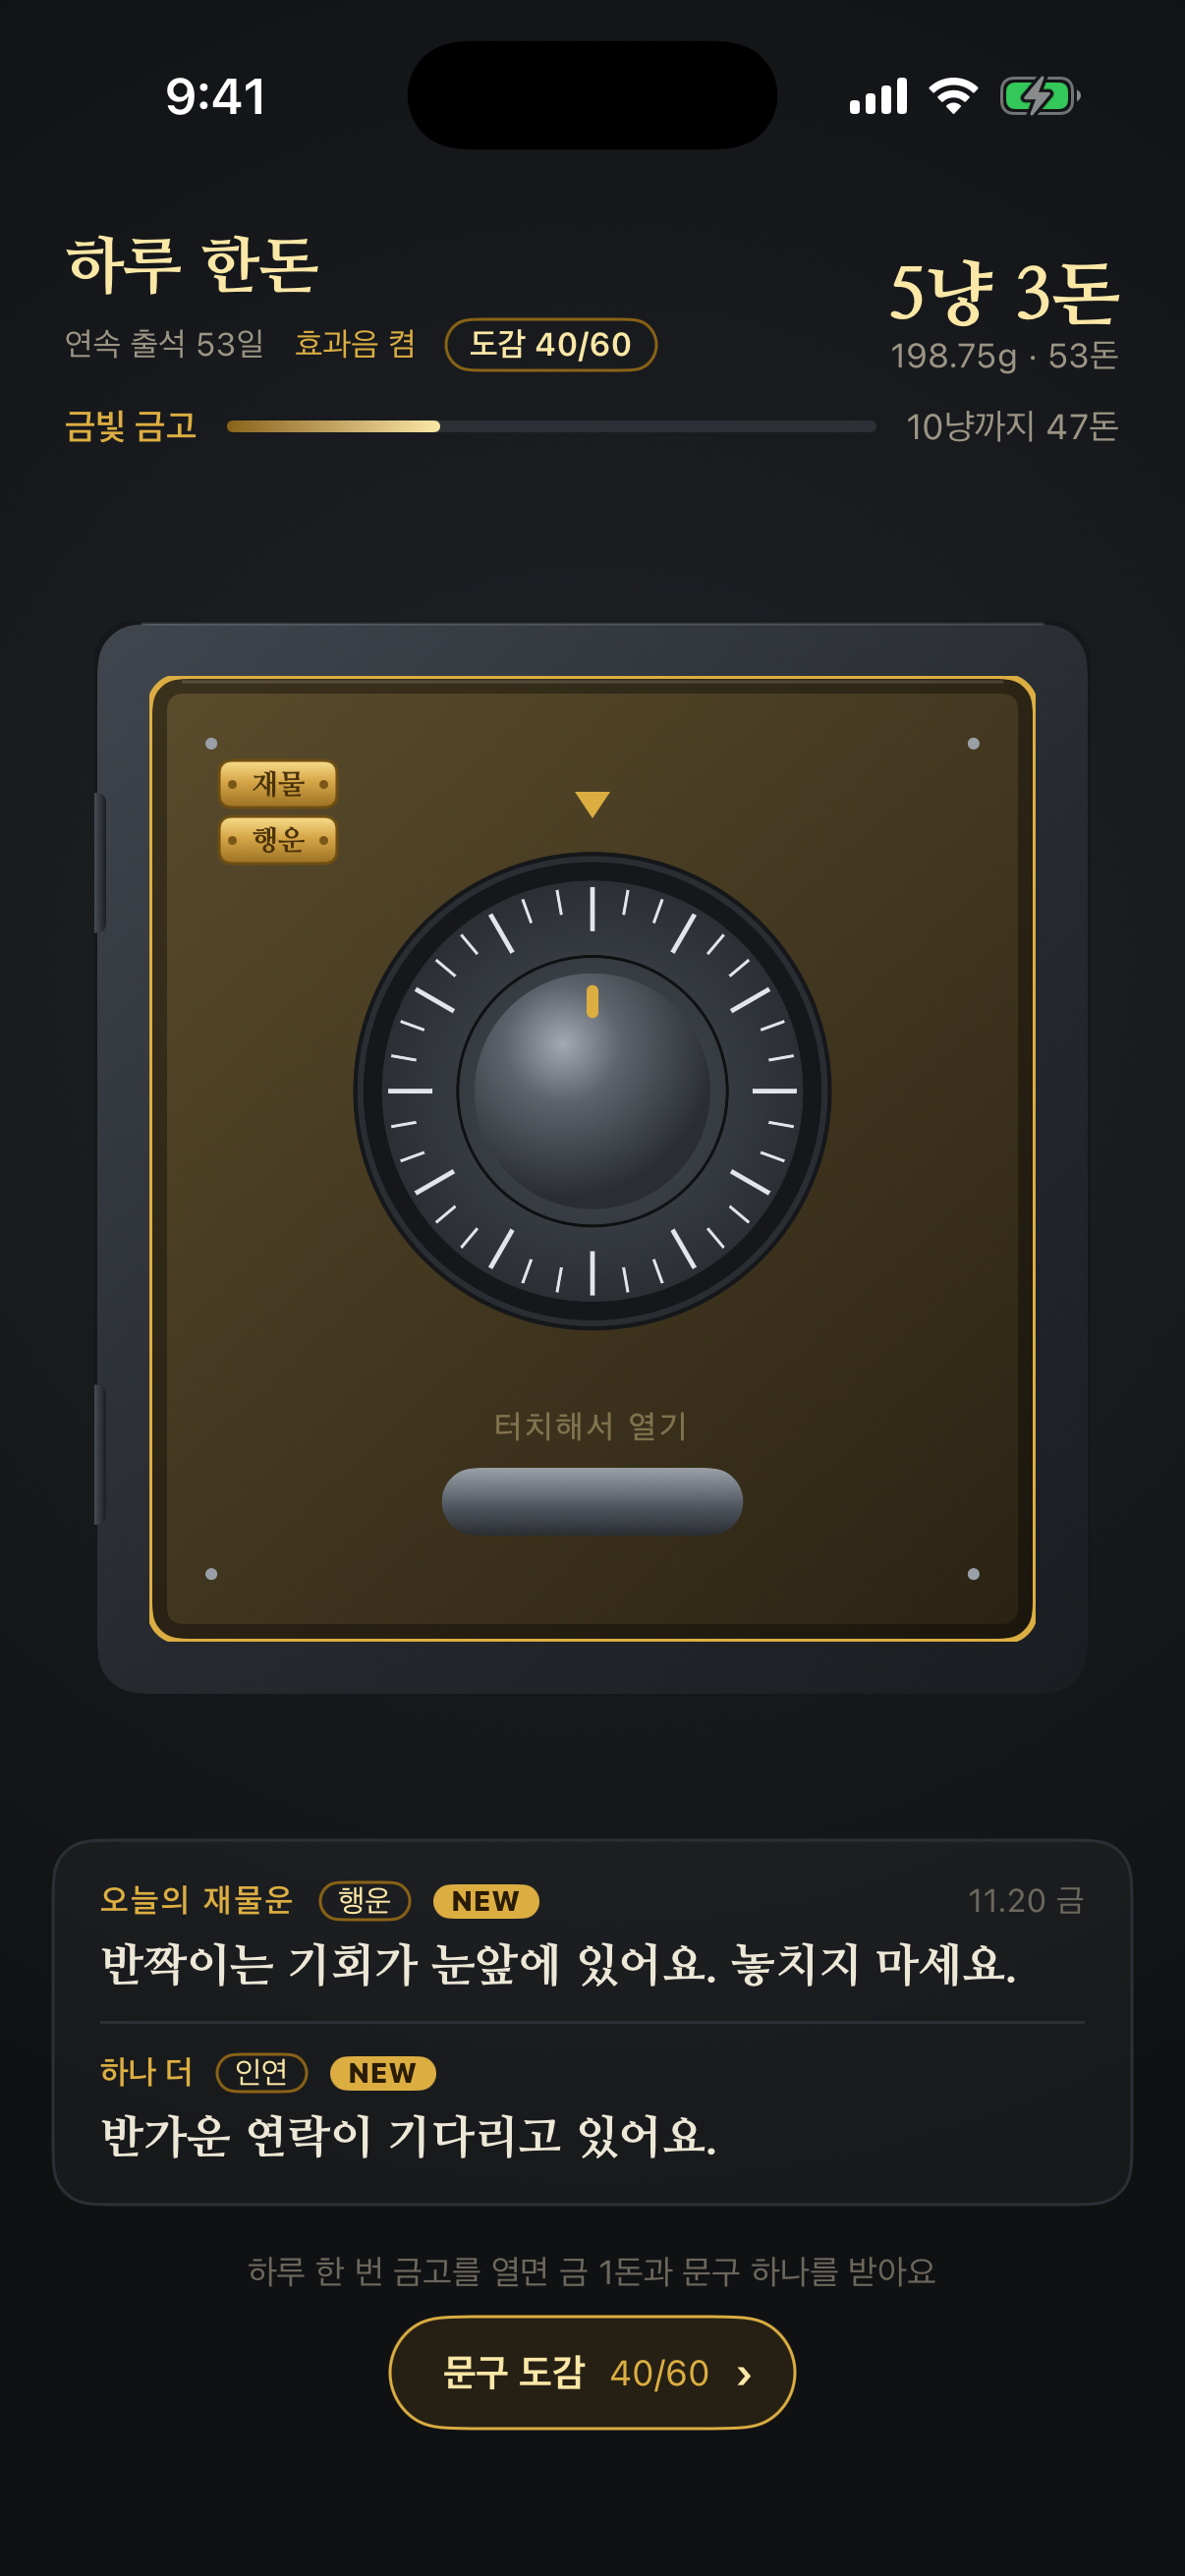 9:41
하루 한돈
5냥 3돈
연속 출석 53일 효과음 켬 도감 40/60
198.75g · 53돈
금빛 금고
10냥까지 47돈
재물
행운
터치해서 열기
오늘의 재물운 행운 NEW 11.20 금
반짝이는 기회가 눈앞에 있어요. 놓치지 마세요.
하나 더 인연 NEW
반가운 연락이 기다리고 있어요.
하루 한 번 금고를 열면 금 1돈과 문구 하나를 받아요
문구 도감 40/60 ›